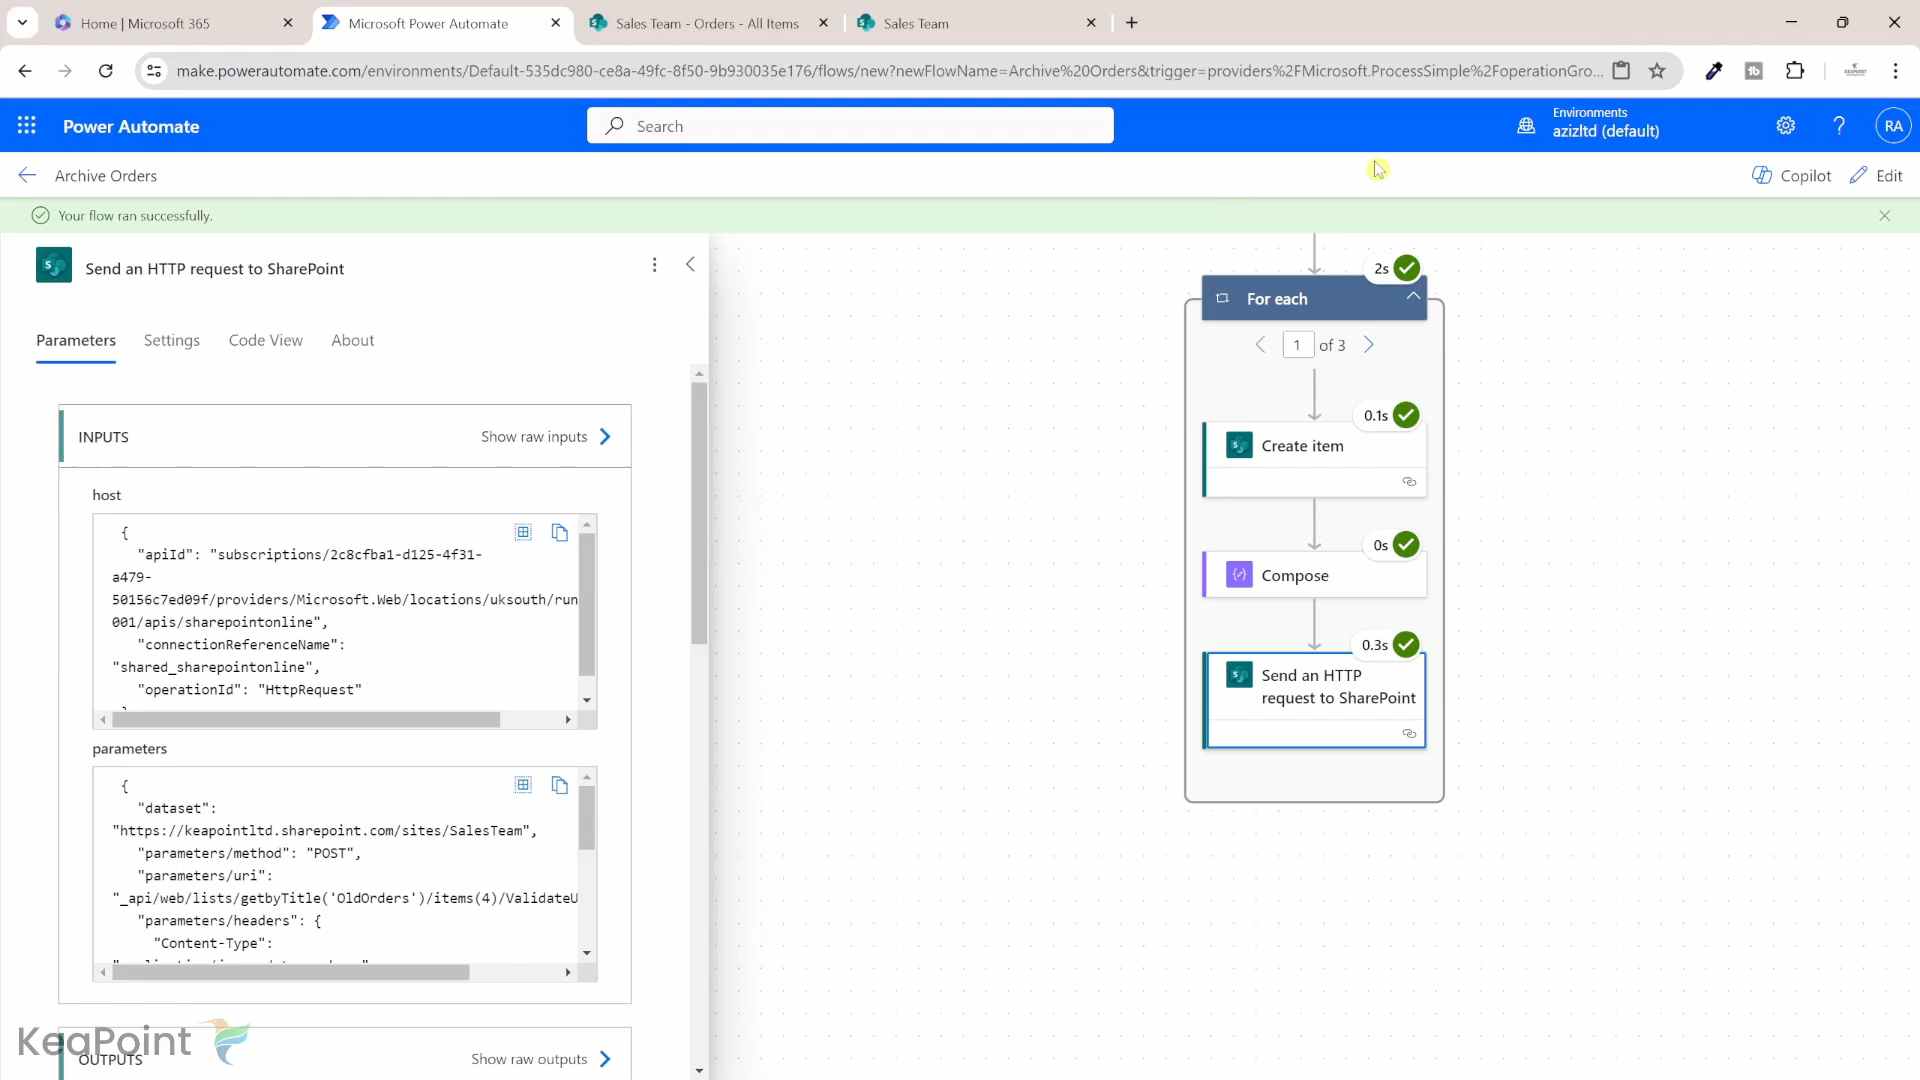 Home | Microsoft 365
Microsoft Power Automate
Sales Team - Orders - All Items
Sales Team
make.powerautomate.com/environments/Default-535dc980-ce8a-49fc-8f50-9b930035e176/flows/new?newFlowName=Archive%20Orders&trigger=providers%2FMicrosoft.ProcessSimple%2FoperationGro...
Power Automate
Search
Environments
azizltd (default)
?
RA
Archive Orders
Copilot
Edit
Your flow ran successfully.
Send an HTTP request to SharePoint
Parameters
Settings
Code View
About
INPUTS
Show raw inputs
host
{
"apiId": "subscriptions/2c8cfba1-d125-4f31-
a479-
50156c7ed09f/providers/Microsoft.Web/locations/uksouth/run
001/apis/sharepointonline",
"connectionReferenceName":
"shared_sharepointonline",
"operationId": "HttpRequest"
parameters
{
"dataset":
"https://keapointltd.sharepoint.com/sites/SalesTeam",
"parameters/method": "POST",
"parameters/uri":
"_api/web/lists/getbyTitle('OldOrders')/items(4)/ValidateU
"parameters/headers": {
"Content-Type":
KeaPoint
OUTPUTS
Show raw outputs
2s
For each
1 of 3
0.1s
Create item
0s
Compose
0.3s
Send an HTTP
request to SharePoint